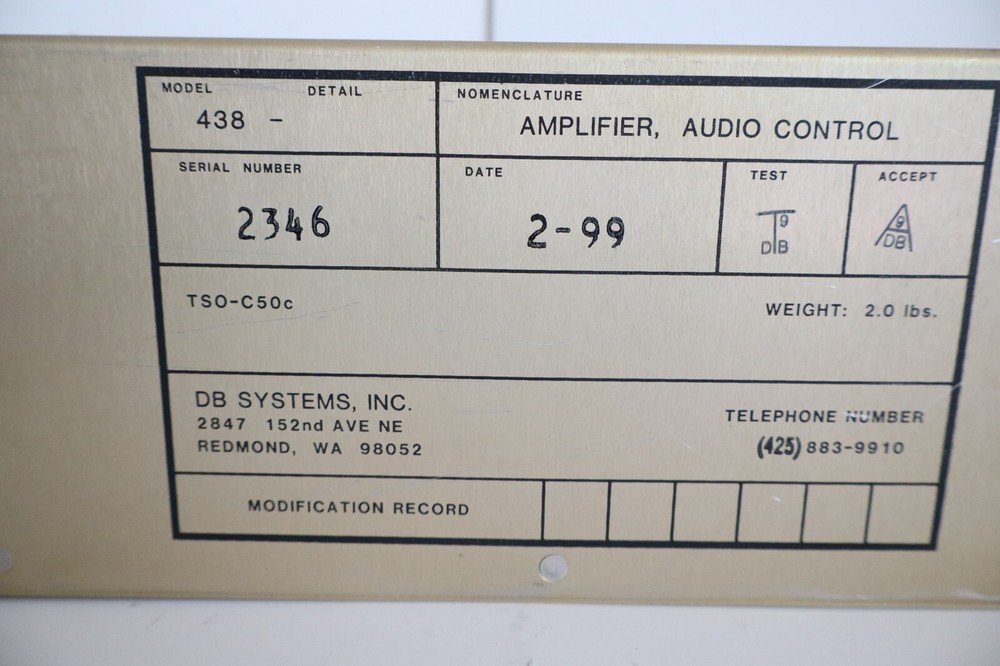 MODEL DETAIL
438 -
NOMENCLATURE
AMPLIFIER, AUDIO CONTROL
SERIAL NUMBER
2346
DATE
2-99
TEST
T 9
DB
ACCEPT
A 9
DB
TSO-C50c
WEIGHT: 2.0 lbs.
DB SYSTEMS, INC.
2847 152nd AVE NE
REDMOND, WA 98052
TELEPHONE NUMBER
(425) 883-9910
MODIFICATION RECORD